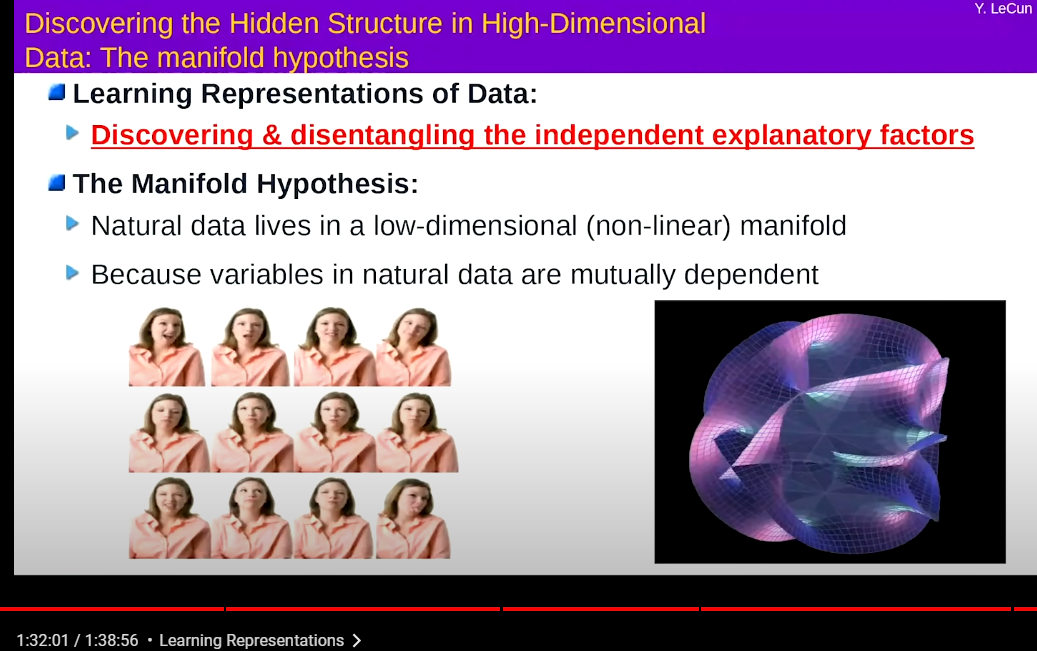 Y. LeCun
Discovering the Hidden Structure in High-Dimensional
Data: The manifold hypothesis
Learning Representations of Data:
Discovering & disentangling the independent explanatory factors
The Manifold Hypothesis:
Natural data lives in a low-dimensional (non-linear) manifold
Because variables in natural data are mutually dependent
1:32:01 / 1:38:56 • Learning Representations >